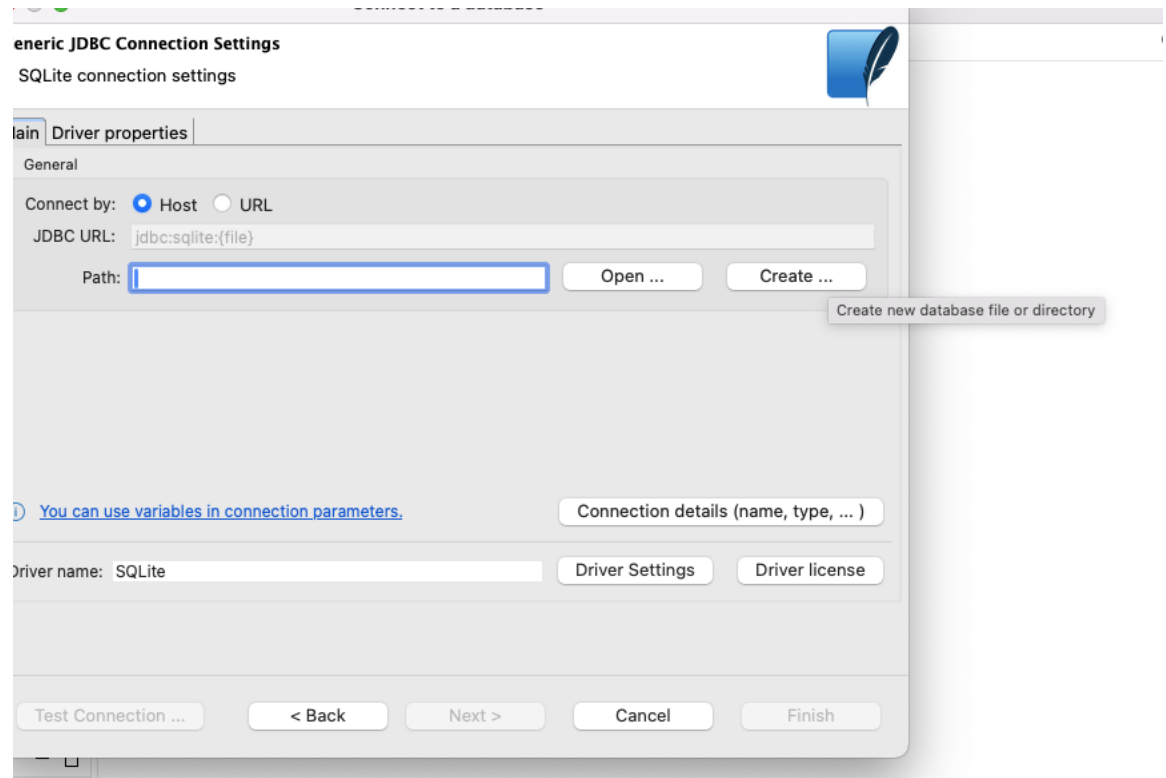 eneric JDBC Connection Settings
SQLite connection settings
Driver properties
General
Connect by: Host URL
JDBC URL: jdbc:sqlite:{file}
Path: Open ... Create ...
Create new database file or directory
You can use variables in connection parameters. Connection details (name, type, ... )
Driver name: SQLite Driver Settings Driver license
Test Connection ... < Back Next > Cancel Finish